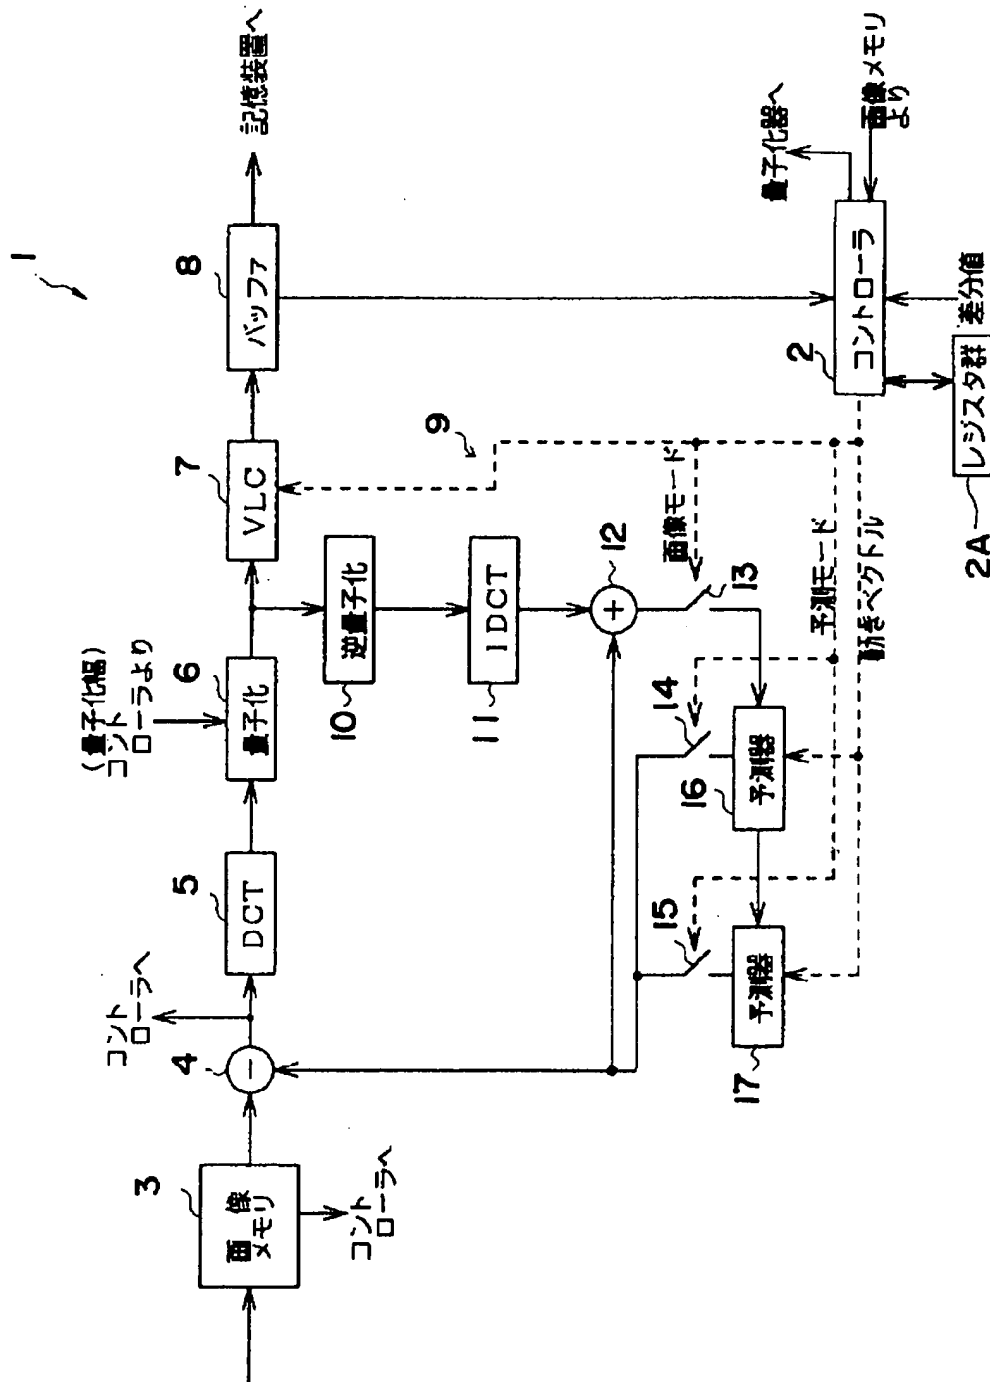 1
3
画像
メモリ
コント
ローラへ
4
コント
ローラへ
5
DCT
(量子化幅)
コント
ローラより
6
量子化
7
VLC
8
バッファ
記憶装置へ
9
10
逆量子化
11
IDCT
12
+
−
画像モード
13
14
15
16
予測器
17
予測器
予測モード
動きベクトル
2
コントローラ
量子化器へ
画像メモリ
より
2A
レジスタ群
差分値